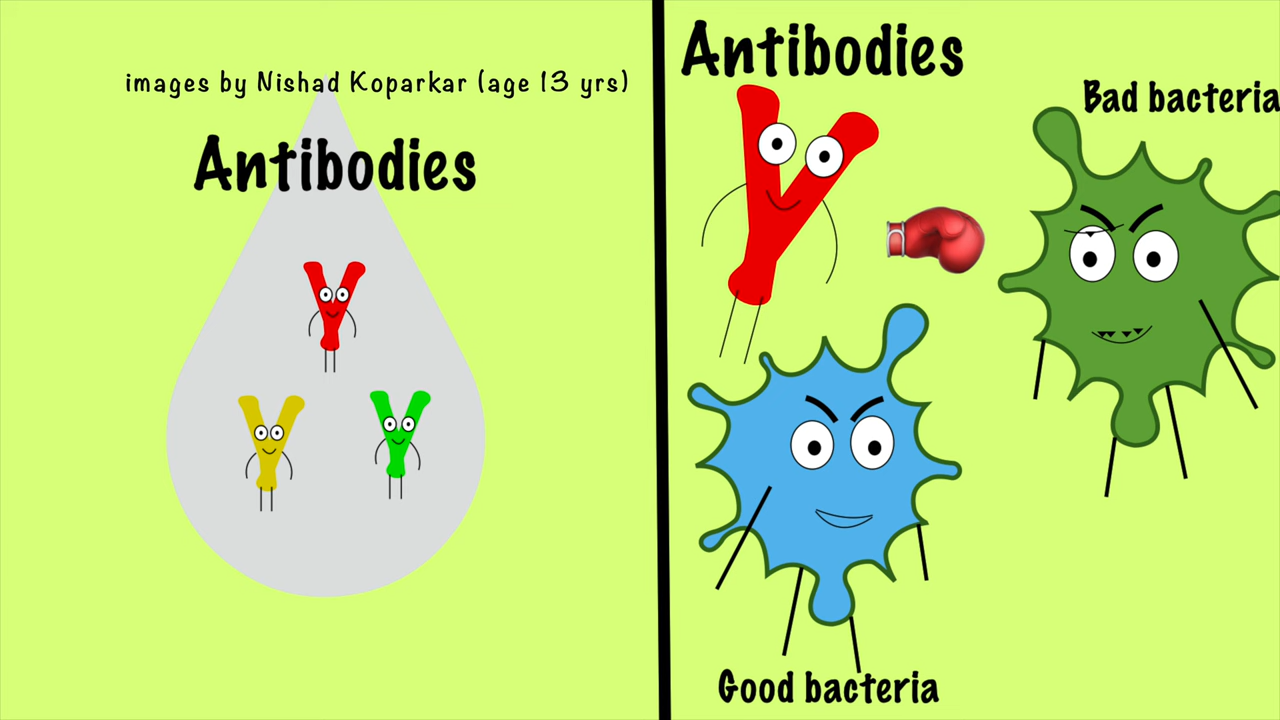 images by Nishad Koparkar (age 13 yrs)
Antibodies
Antibodies
Bad bacteria
Good bacteria